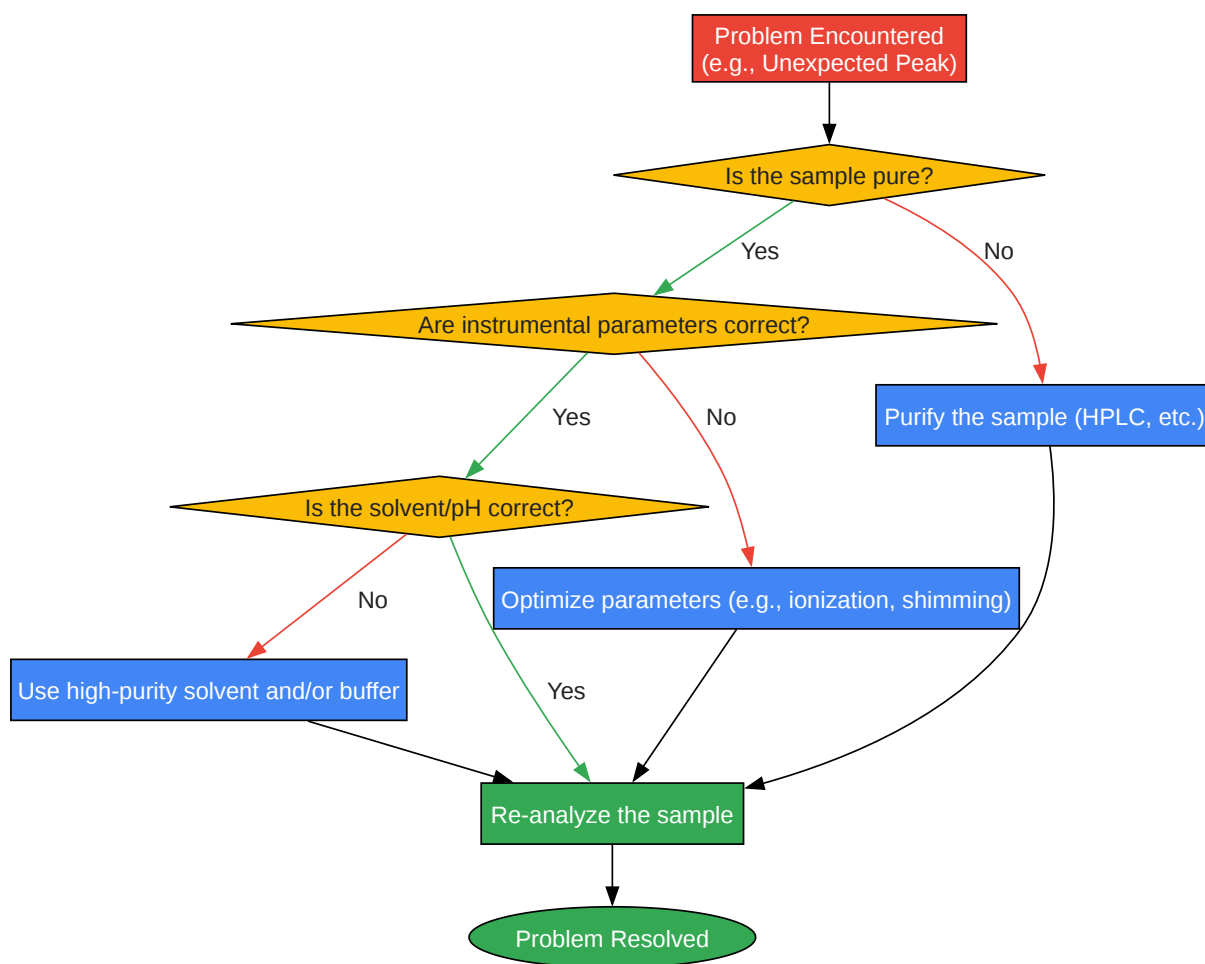 Problem Encountered
(e.g., Unexpected Peak)
Is the sample pure?
Yes
No
Are instrumental parameters correct?
Yes
No
Purify the sample (HPLC, etc.)
Is the solvent/pH correct?
No
Yes
Optimize parameters (e.g., ionization, shimming)
Use high-purity solvent and/or buffer
Re-analyze the sample
Problem Resolved